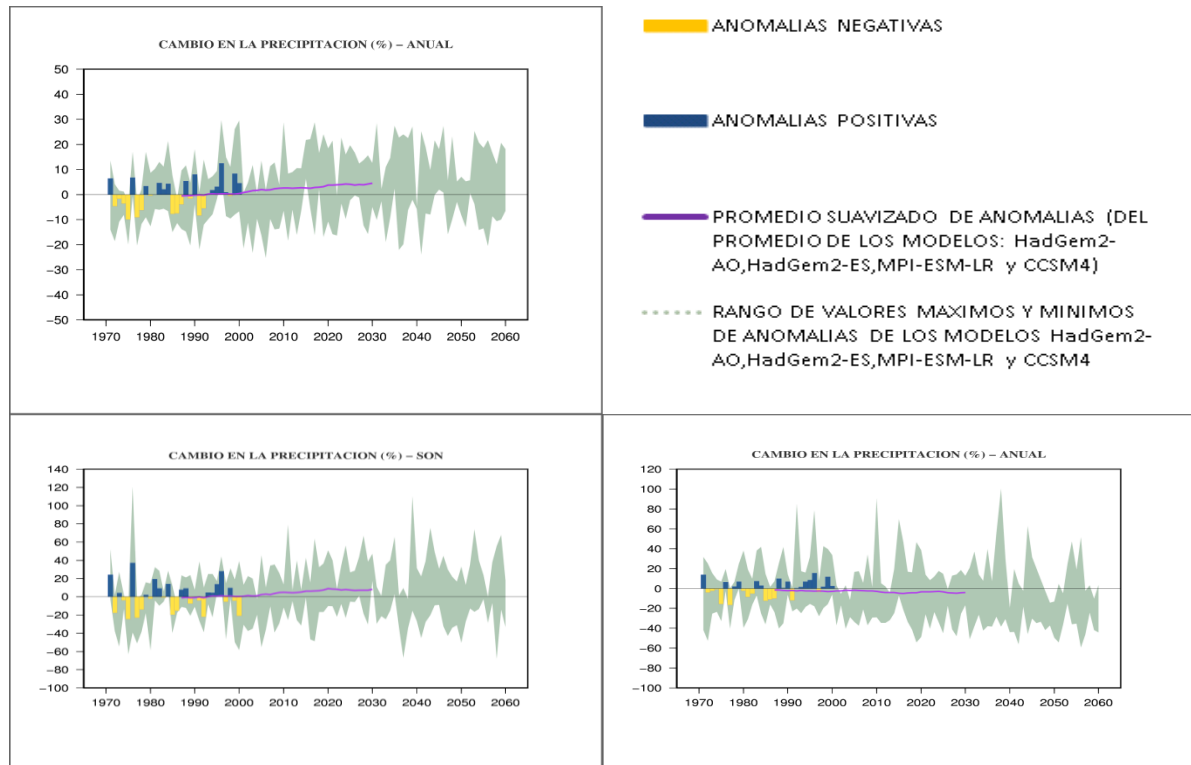 CAMBIO EN LA PRECIPITACION (%) – ANUAL
50
40
30
20
10
0
−10
−20
−30
−40
−50
1970 1980 1990 2000 2010 2020 2030 2040 2050 2060
ANOMALIAS NEGATIVAS
ANOMALIAS POSITIVAS
PROMEDIO SUAVIZADO DE ANOMALIAS (DEL
PROMEDIO DE LOS MODELOS: HadGem2-
AO,HadGem2-ES,MPI-ESM-LR y CCSM4)
RANGO DE VALORES MAXIMOS Y MINIMOS
DE ANOMALIAS DE LOS MODELOS HadGem2-
AO,HadGem2-ES,MPI-ESM-LR y CCSM4
CAMBIO EN LA PRECIPITACION (%) – SON
140
120
100
80
60
40
20
0
−20
−40
−60
−80
−100
1970 1980 1990 2000 2010 2020 2030 2040 2050 2060
CAMBIO EN LA PRECIPITACION (%) – ANUAL
120
100
80
60
40
20
0
−20
−40
−60
−80
−100
1970 1980 1990 2000 2010 2020 2030 2040 2050 2060